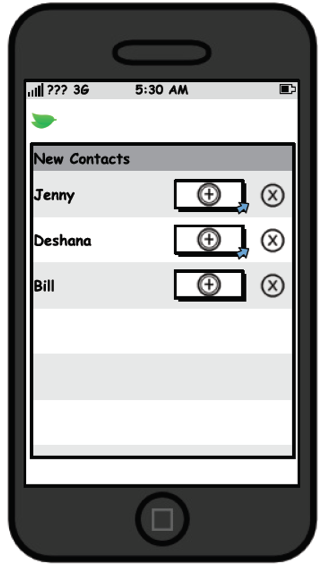 ??? 3G 5:30 AM
New Contacts
Jenny
Deshana
Bill